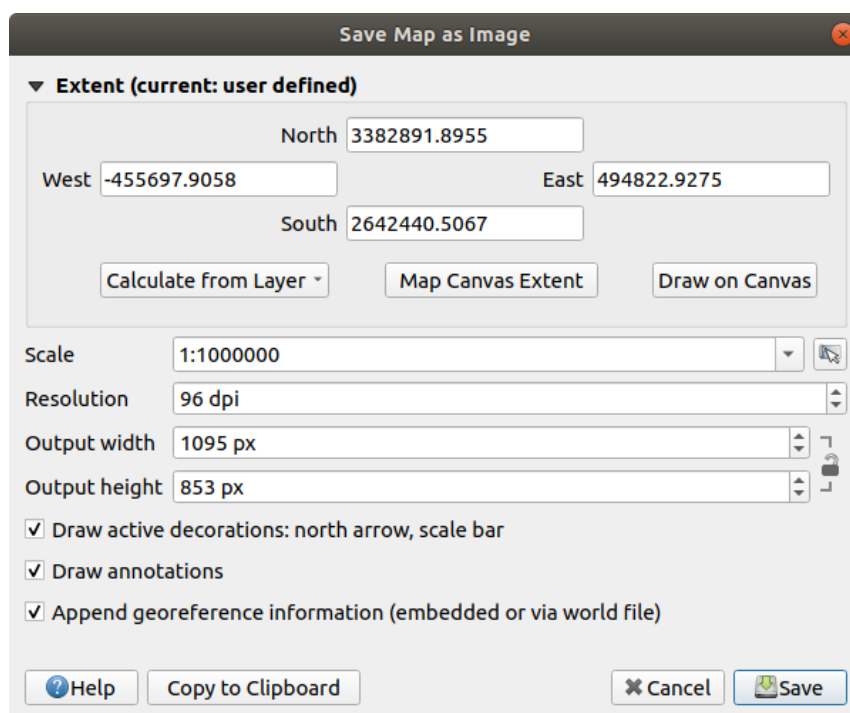 Save Map as Image
Extent (current: user defined)
North 3382891.8955
West -455697.9058 East 494822.9275
South 2642440.5067
Calculate from Layer Map Canvas Extent Draw on Canvas
Scale 1:1000000
Resolution 96 dpi
Output width 1095 px
Output height 853 px
Draw active decorations: north arrow, scale bar
Draw annotations
Append georeference information (embedded or via world file)
?Help Copy to Clipboard Cancel Save